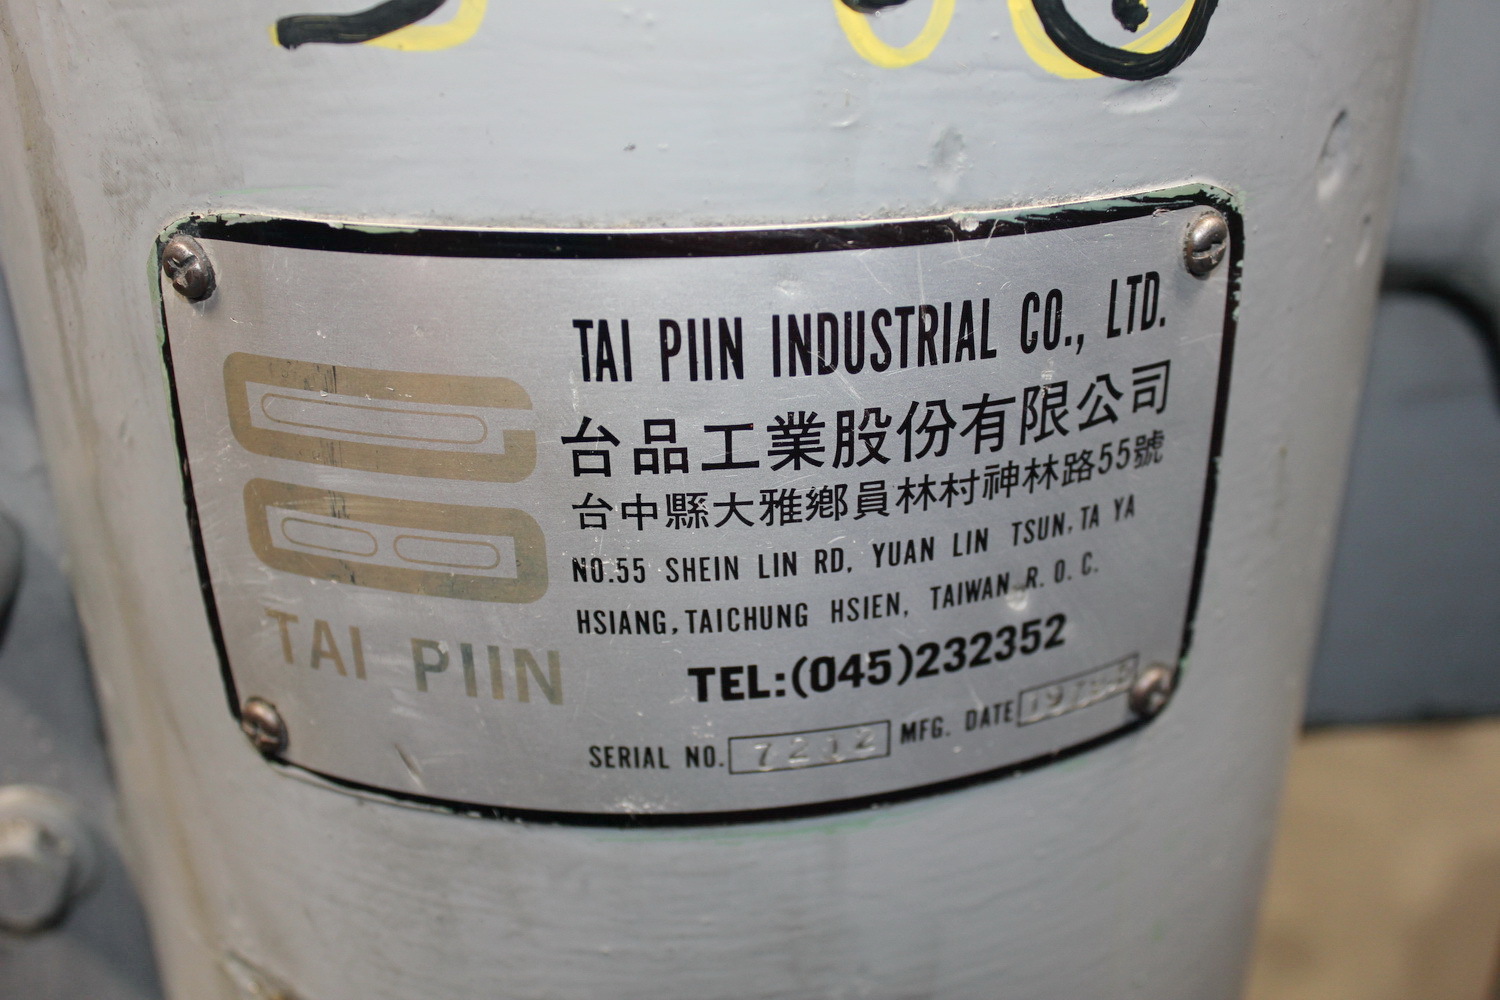 TAI PIIN INDUSTRIAL CO., LTD.
台品工業股份有限公司
台中縣大雅鄉員林村神林路55號
NO.55 SHEIN LIN RD, YUAN LIN TSUN, TA YA
HSIANG, TAICHUNG HSIEN, TAIWAN R.O.C.
TEL:(045)232352
SERIAL NO. 7212 MFG. DATE
TAI PIIN